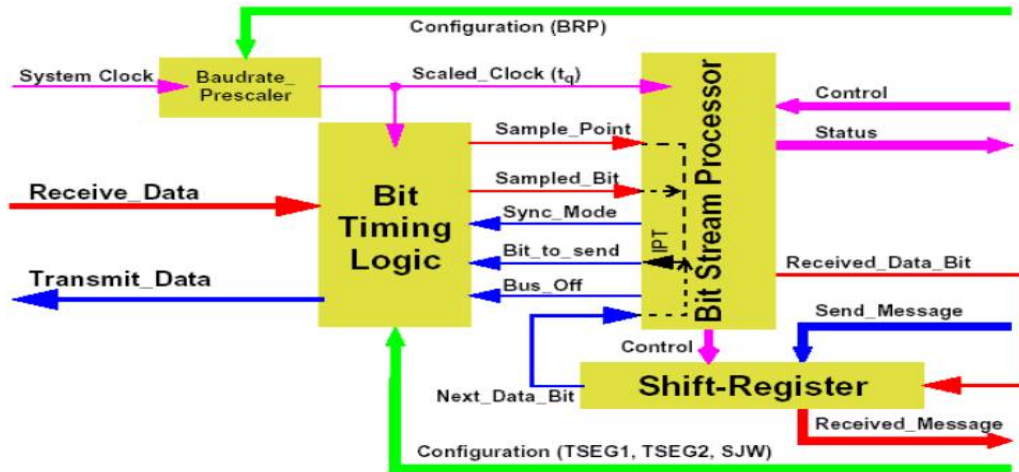 Configuration (BRP)
System Clock
Baudrate_
Prescaler
Scaled_Clock (tq)
Control
Status
Sample_Point
Sampled_Bit
Sync_Mode
Bit_to_send
Bus_Off
Receive_Data
Transmit_Data
Bit
Timing
Logic
IPT
Bit Stream Processor
Received_Data_Bit
Send_Message
Control
Next_Data_Bit
Shift-Register
Received_Message
Configuration (TSEG1, TSEG2, SJW)